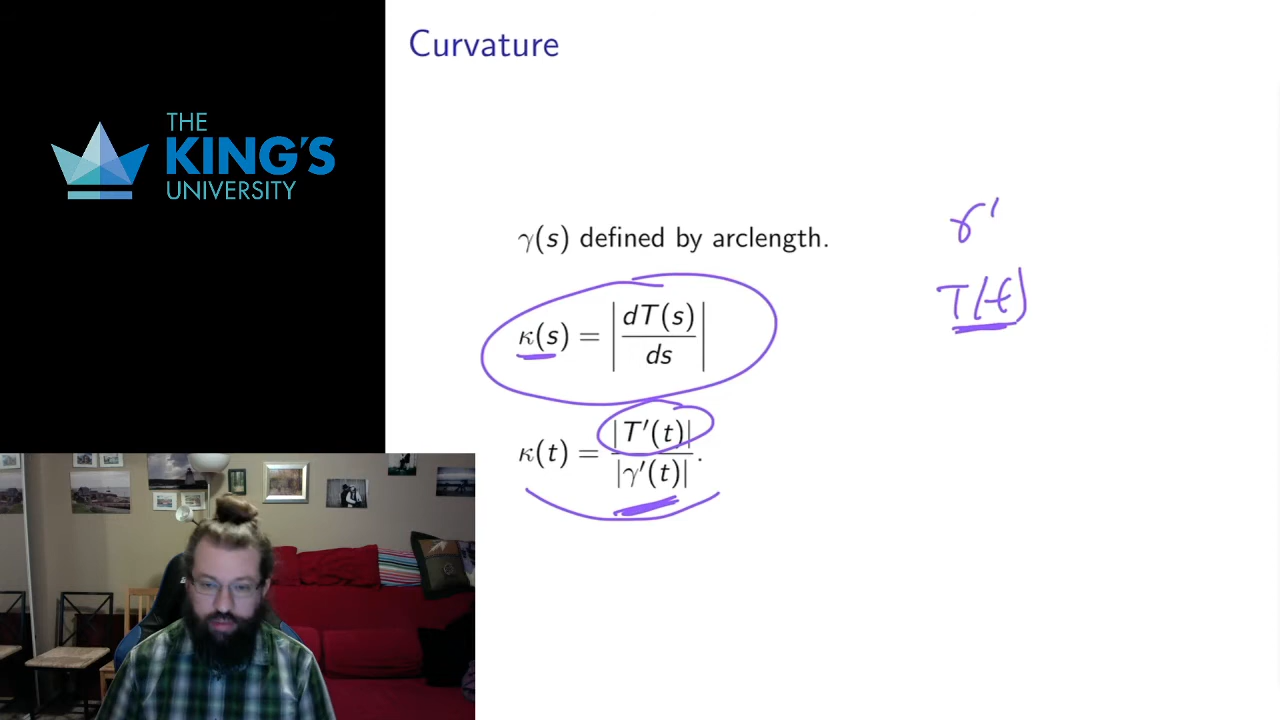 THE
KING'S
UNIVERSITY
Curvature
γ(s) defined by arclength.
κ(s) = |dT(s)/ds|
κ(t) = |T′(t)|/|γ′(t)|.
γ′
T(t)